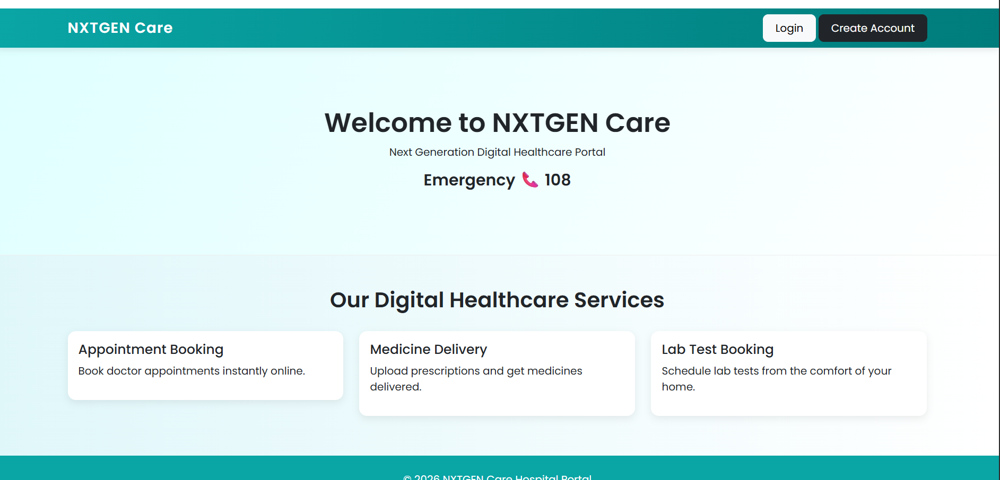 NXTGEN Care
Login
Create Account
Welcome to NXTGEN Care
Next Generation Digital Healthcare Portal
Emergency 📞 108
Our Digital Healthcare Services
Appointment Booking
Book doctor appointments instantly online.
Medicine Delivery
Upload prescriptions and get medicines
delivered.
Lab Test Booking
Schedule lab tests from the comfort of your
home.
© 2026 NXTGEN Care Hospital Portal